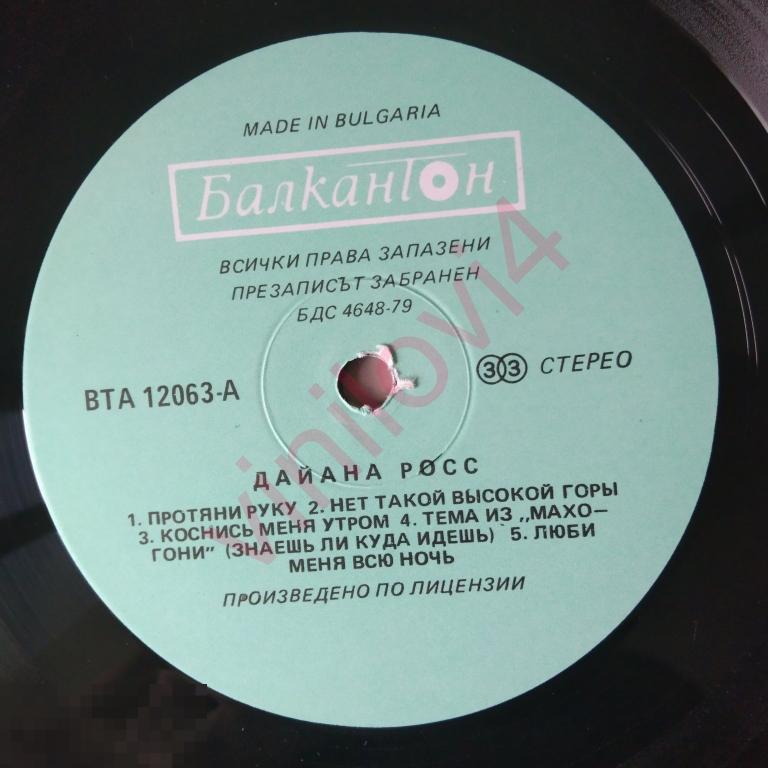 MADE IN BULGARIA
Балкантон
ВСИЧКИ ПРАВА ЗАПАЗЕНИ
ПРЕЗАПИСЪТ ЗАБРАНЕН
БДС 4648-79
ВТА 12063-А
33 СТЕРЕО
ДАЙАНА РОСС
1. ПРОТЯНИ РУКУ 2. НЕТ ТАКОЙ ВЫСОКОЙ ГОРЫ
3. КОСНИСЬ МЕНЯ УТРОМ 4. ТЕМА ИЗ „МАХО-
ГОНИ" (ЗНАЕШЬ ЛИ КУДА ИДЕШЬ) 5. ЛЮБИ
МЕНЯ ВСЮ НОЧЬ
ПРОИЗВЕДЕНО ПО ЛИЦЕНЗИИ
vinilovi4